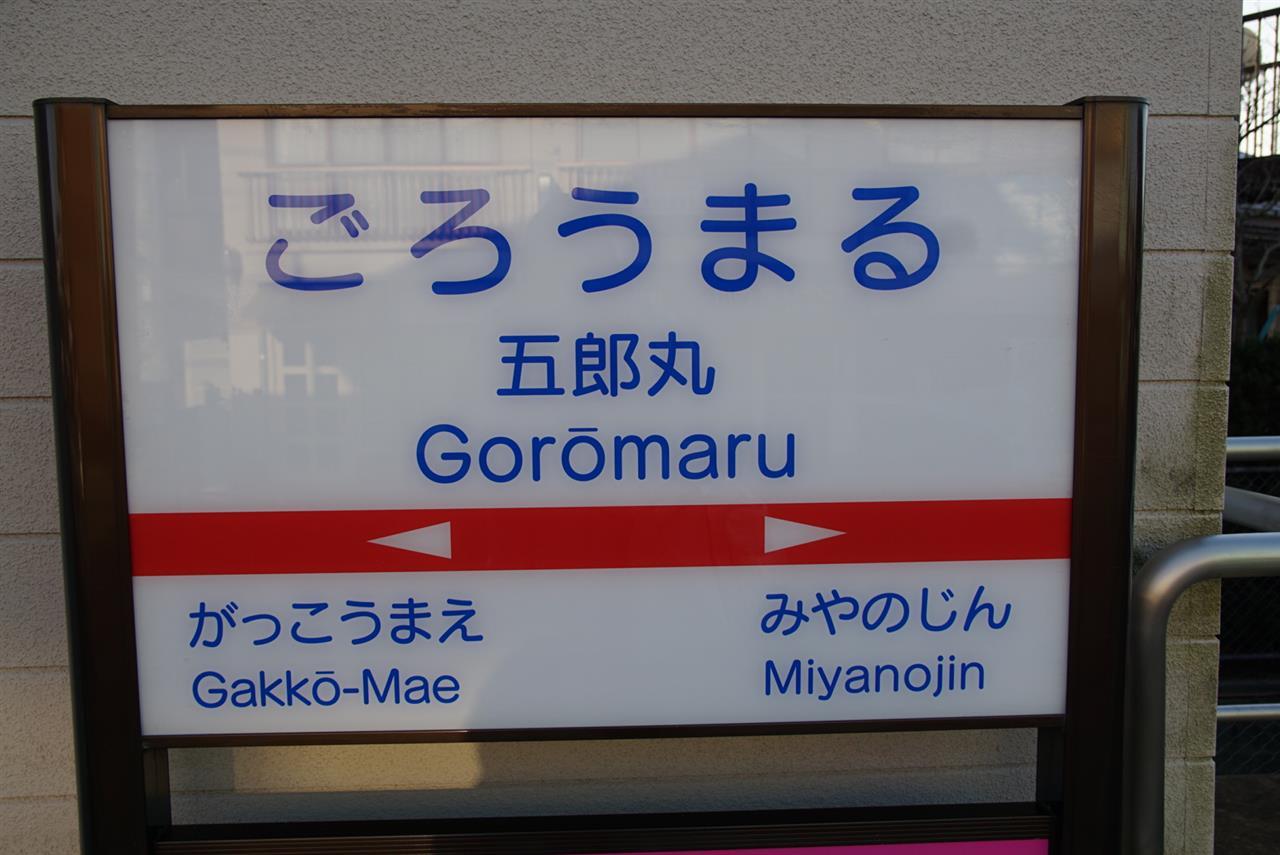 ごろうまる
五郎丸
Gorōmaru
がっこうまえ
みやのじん
Gakkō-Mae
Miyanojin